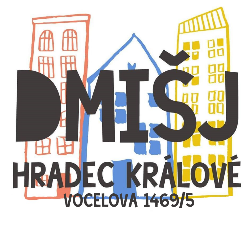 DMIŠJ
HRADEC KRÁLOVÉ
VOCELOVA 1469/5